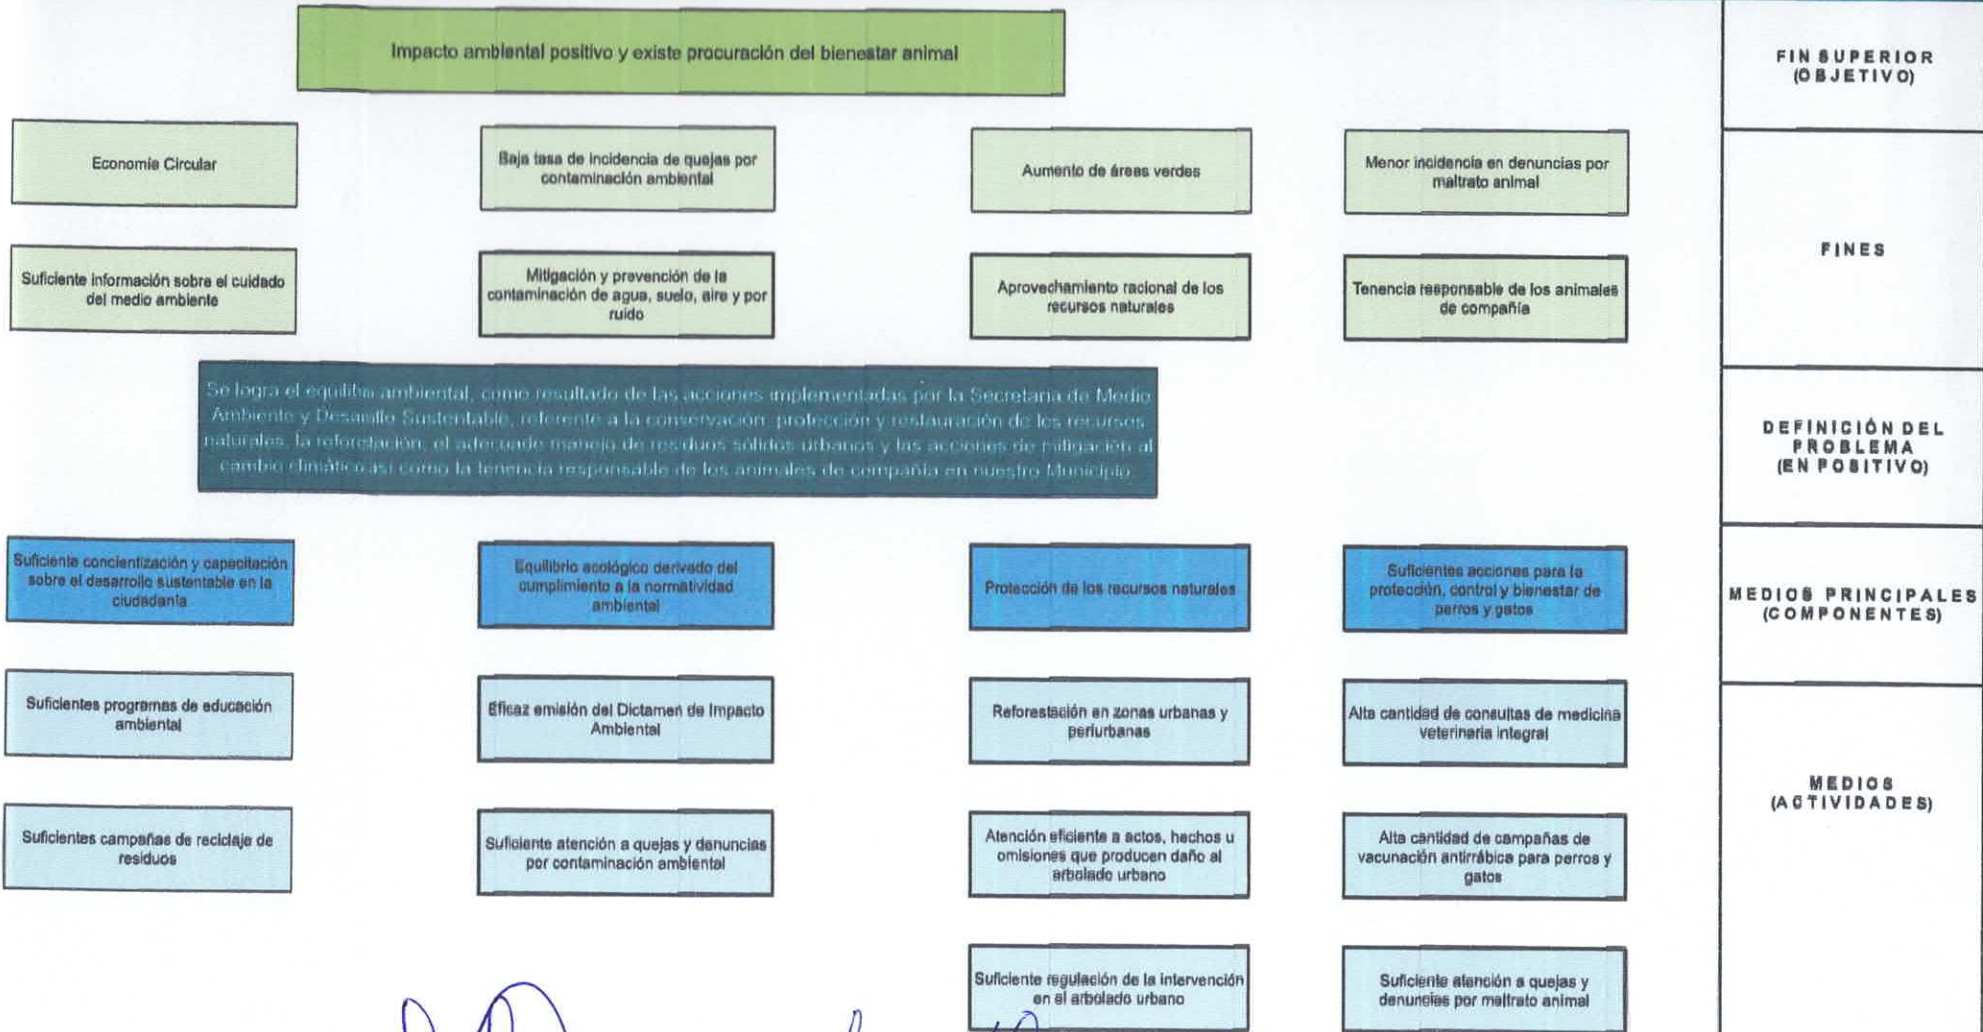 Impacto ambiental positivo y existe procuración del bienestar animal
FIN SUPERIOR
(OBJETIVO)
Economía Circular
Baja tasa de incidencia de quejas por
contaminación ambiental
Aumento de áreas verdes
Menor incidencia en denuncias por
maltrato animal
FINES
Suficiente información sobre el cuidado
del medio ambiente
Mitigación y prevención de la
contaminación de agua, suelo, aire y por
ruido
Aprovechamiento racional de los
recursos naturales
Tenencia responsable de los animales
de compañía
Se logra el equilibrio ambiental, como resultado de las acciones implementadas por la Secretaría de Medio
Ambiente y Desarrollo Sustentable, referente a la conservación, protección y restauración de los recursos
naturales, la reforestación, el adecuado manejo de residuos sólidos urbanos y las acciones de mitigación al
cambio climático así como la tenencia responsable de los animales de compañía en nuestro Municipio
DEFINICIÓN DEL
PROBLEMA
(EN POSITIVO)
Suficiente concientización y capacitación
sobre el desarrollo sustentable en la
ciudadanía
Equilibrio ecológico derivado del
cumplimiento a la normatividad
ambiental
Protección de los recursos naturales
Suficientes acciones para la
protección, control y bienestar de
perros y gatos
MEDIOS PRINCIPALES
(COMPONENTES)
Suficientes programas de educación
ambiental
Eficaz emisión del Dictamen de Impacto
Ambiental
Reforestación en zonas urbanas y
periurbanas
Alta cantidad de consultas de medicina
veterinaria integral
MEDIOS
(ACTIVIDADES)
Suficientes campañas de reciclaje de
residuos
Suficiente atención a quejas y denuncias
por contaminación ambiental
Atención eficiente a actos, hechos u
omisiones que producen daño al
arbolado urbano
Alta cantidad de campañas de
vacunación antirrábica para perros y
gatos
Suficiente regulación de la intervención
en el arbolado urbano
Suficiente atención a quejas y
denuncias por maltrato animal